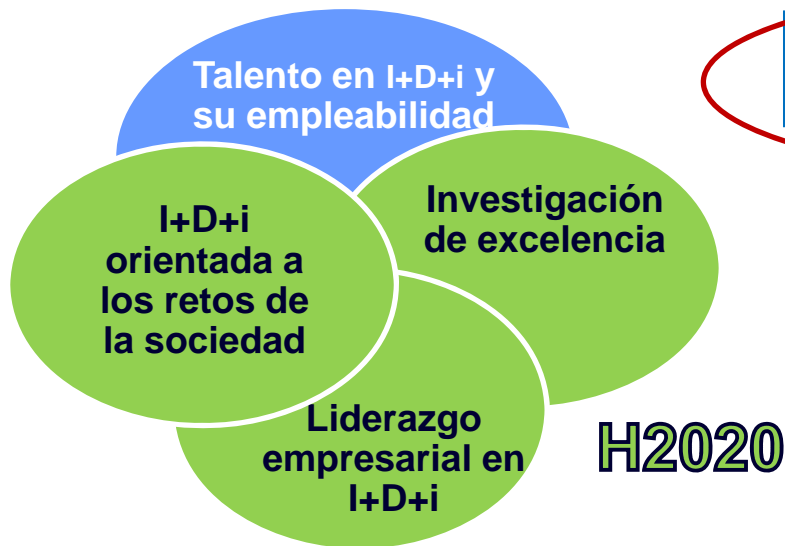 Talento en I+D+i y
su empleabilidad
Investigación
de excelencia
I+D+i
orientada a
los retos de
la sociedad
Liderazgo
empresarial en
I+D+i
H2020